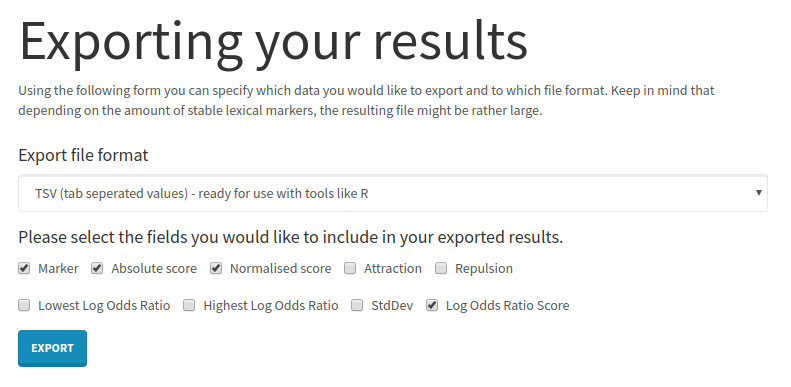 Exporting your results
Using the following form you can specify which data you would like to export and to which file format. Keep in mind that
depending on the amount of stable lexical markers, the resulting file might be rather large.
Export file format
TSV (tab seperated values) - ready for use with tools like R
Please select the fields you would like to include in your exported results.
Marker Absolute score Normalised score Attraction Repulsion
Lowest Log Odds Ratio Highest Log Odds Ratio StdDev Log Odds Ratio Score
EXPORT